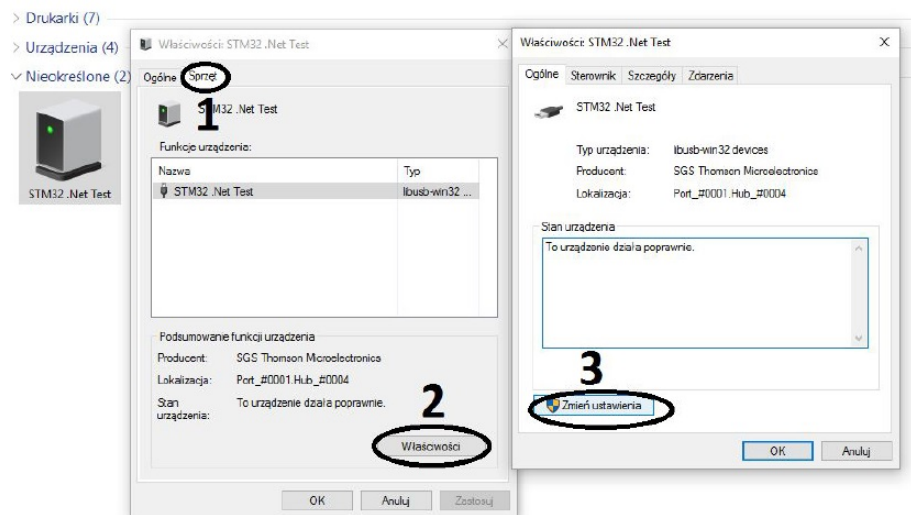 Drukarki (7)
Urządzenia (4)
Nieokreślone (2)
STM32 .Net Test
Właściwości: STM32 .Net Test
Ogólne Sprzęt
1
STM32 .Net Test
Funkcje urządzenia:
Nazwa Typ
STM32 .Net Test libusb-win32 ...
Podsumowanie funkcji urządzenia
Producent: SGS Thomson Microelectronics
Lokalizacja: Port_#0001.Hub_#0004
Stan urządzenia: To urządzenie działa poprawnie.
2
Właściwości
OK Anuluj Zastosuj
Właściwości: STM32 .Net Test X
Ogólne Sterownik Szczegóły Zdarzenia
STM32 .Net Test
Typ urządzenia: libusb-win32 devices
Producent: SGS Thomson Microelectronics
Lokalizacja: Port_#0001.Hub_#0004
Stan urządzenia
To urządzenie działa poprawnie.
3
Zmień ustawienia
OK Anuluj